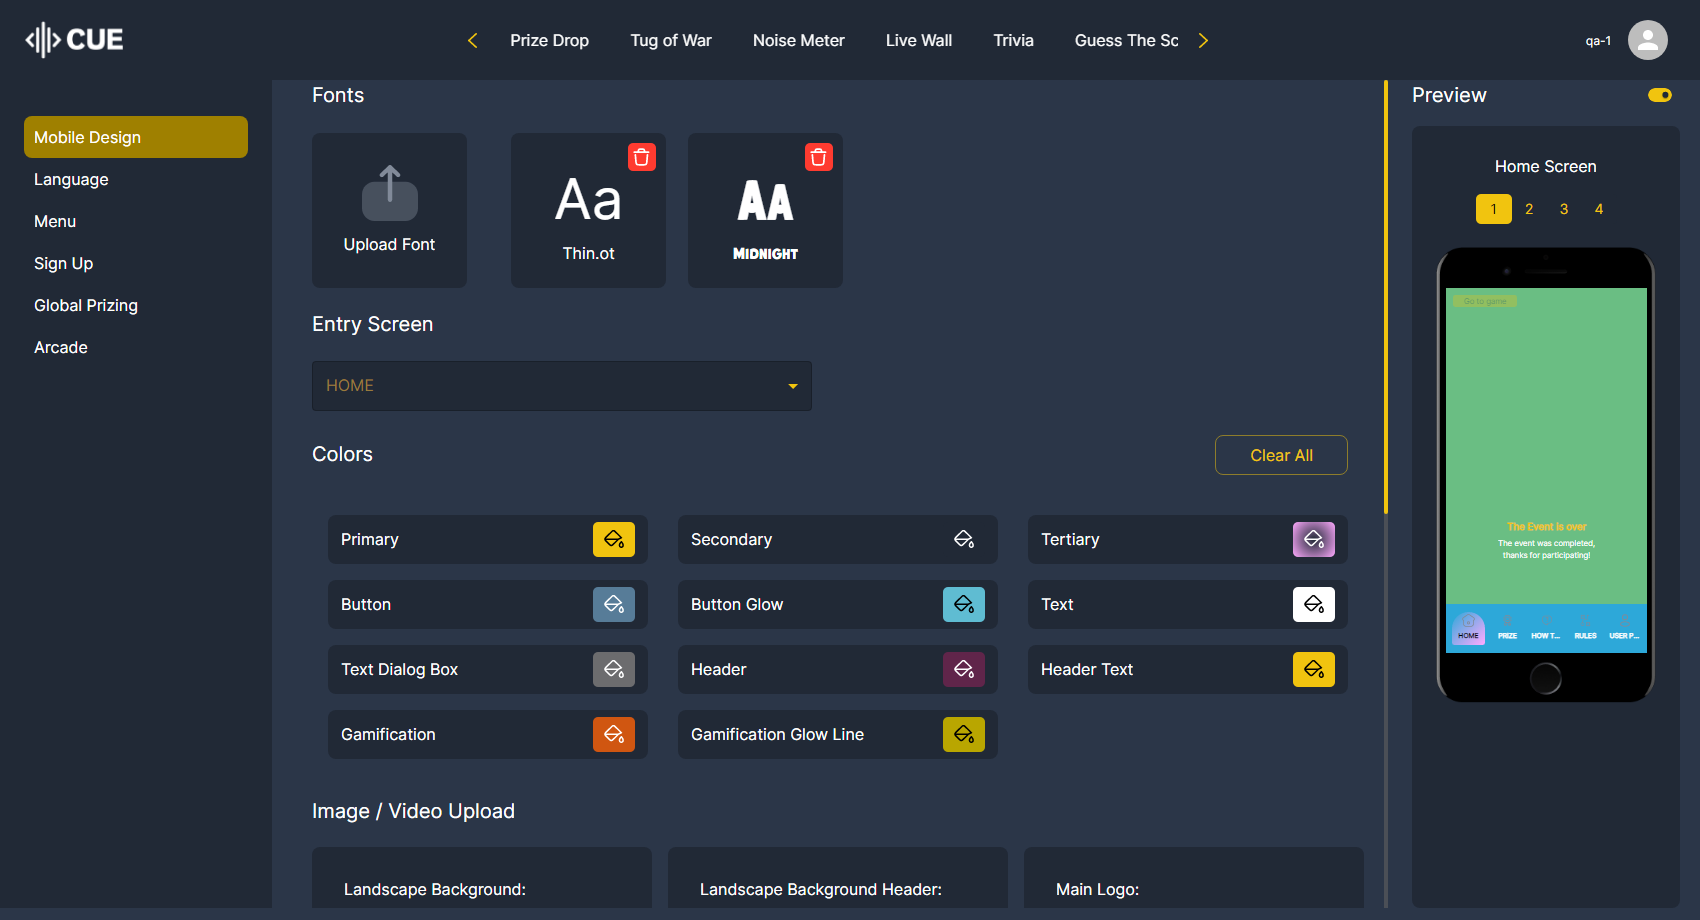 CUE
Prize Drop
Tug of War
Noise Meter
Live Wall
Trivia
Guess The Sc
qa-1
Mobile Design
Language
Menu
Sign Up
Global Prizing
Arcade
Fonts
Upload Font
Aa
Thin.ot
AA
MIDNIGHT
Entry Screen
HOME
Colors
Clear All
Primary
Secondary
Tertiary
Button
Button Glow
Text
Text Dialog Box
Header
Header Text
Gamification
Gamification Glow Line
Image / Video Upload
Landscape Background:
Landscape Background Header:
Main Logo:
Preview
Home Screen
1 2 3 4
Go to game
The Event is over
The event was completed,
thanks for participating!
HOME
PRIZE
HOW T...
RULES
USER P...